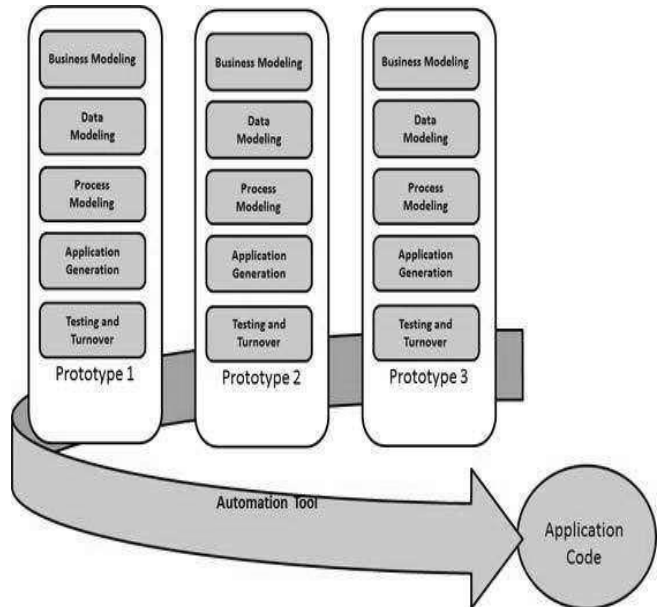 Business Modeling
Data
Modeling
Process
Modeling
Application
Generation
Testing and
Turnover
Prototype 1
Business Modeling
Data
Modeling
Process
Modeling
Application
Generation
Testing and
Turnover
Prototype 2
Business Modeling
Data
Modeling
Process
Modeling
Application
Generation
Testing and
Turnover
Prototype 3
Automation Tool
Application
Code